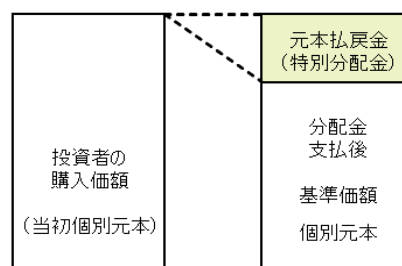 投資者の
購入価額
（当初個別元本）
元本払戻金
（特別分配金）
分配金
支払後
基準価額
個別元本